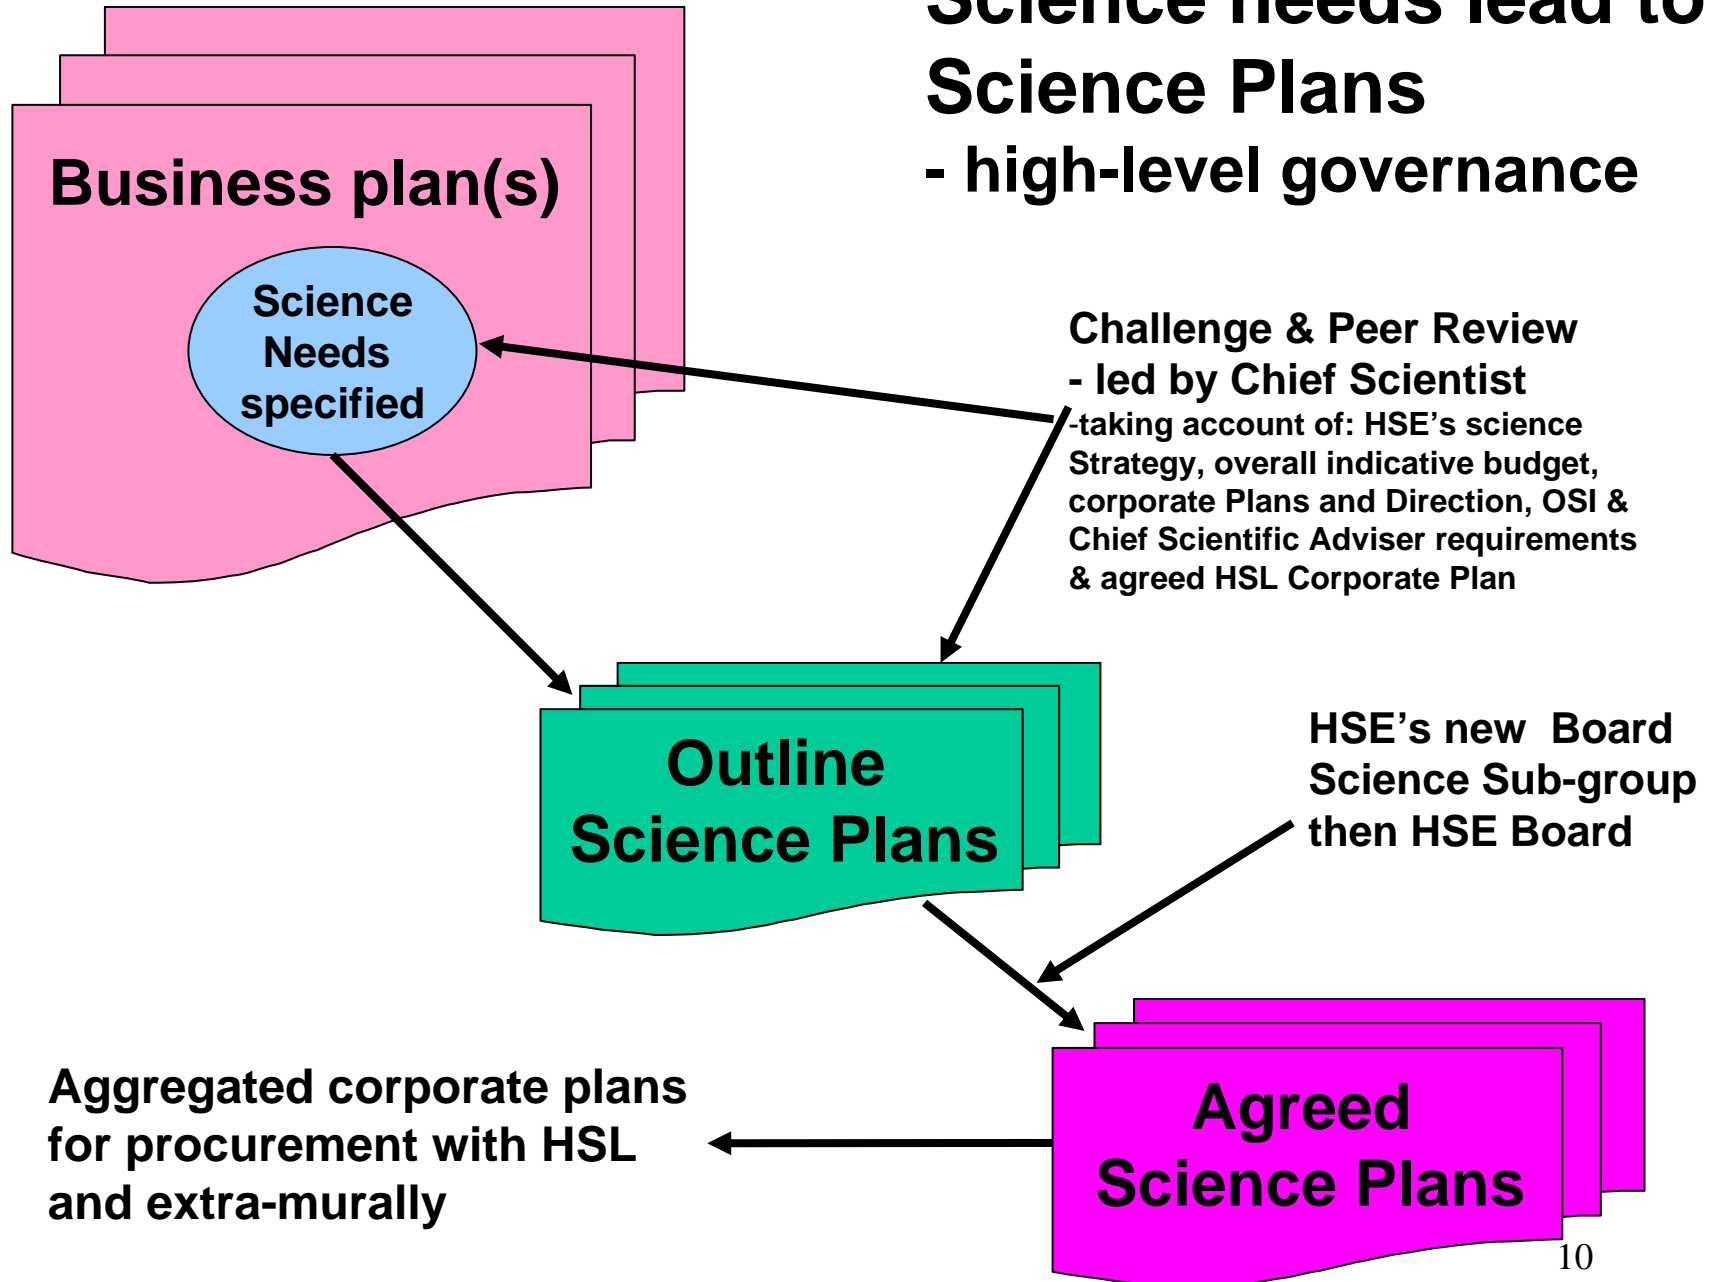 Science needs lead to
Science Plans
- high-level governance
Business plan(s)
Science
Needs
specified
Challenge & Peer Review
- led by Chief Scientist
-taking account of: HSE’s science
Strategy, overall indicative budget,
corporate Plans and Direction, OSI &
Chief Scientific Adviser requirements
& agreed HSL Corporate Plan
Outline
Science Plans
HSE’s new  Board
Science Sub-group
then HSE Board
Agreed
Science Plans
Aggregated corporate plans
for procurement with HSL
and extra-murally
10